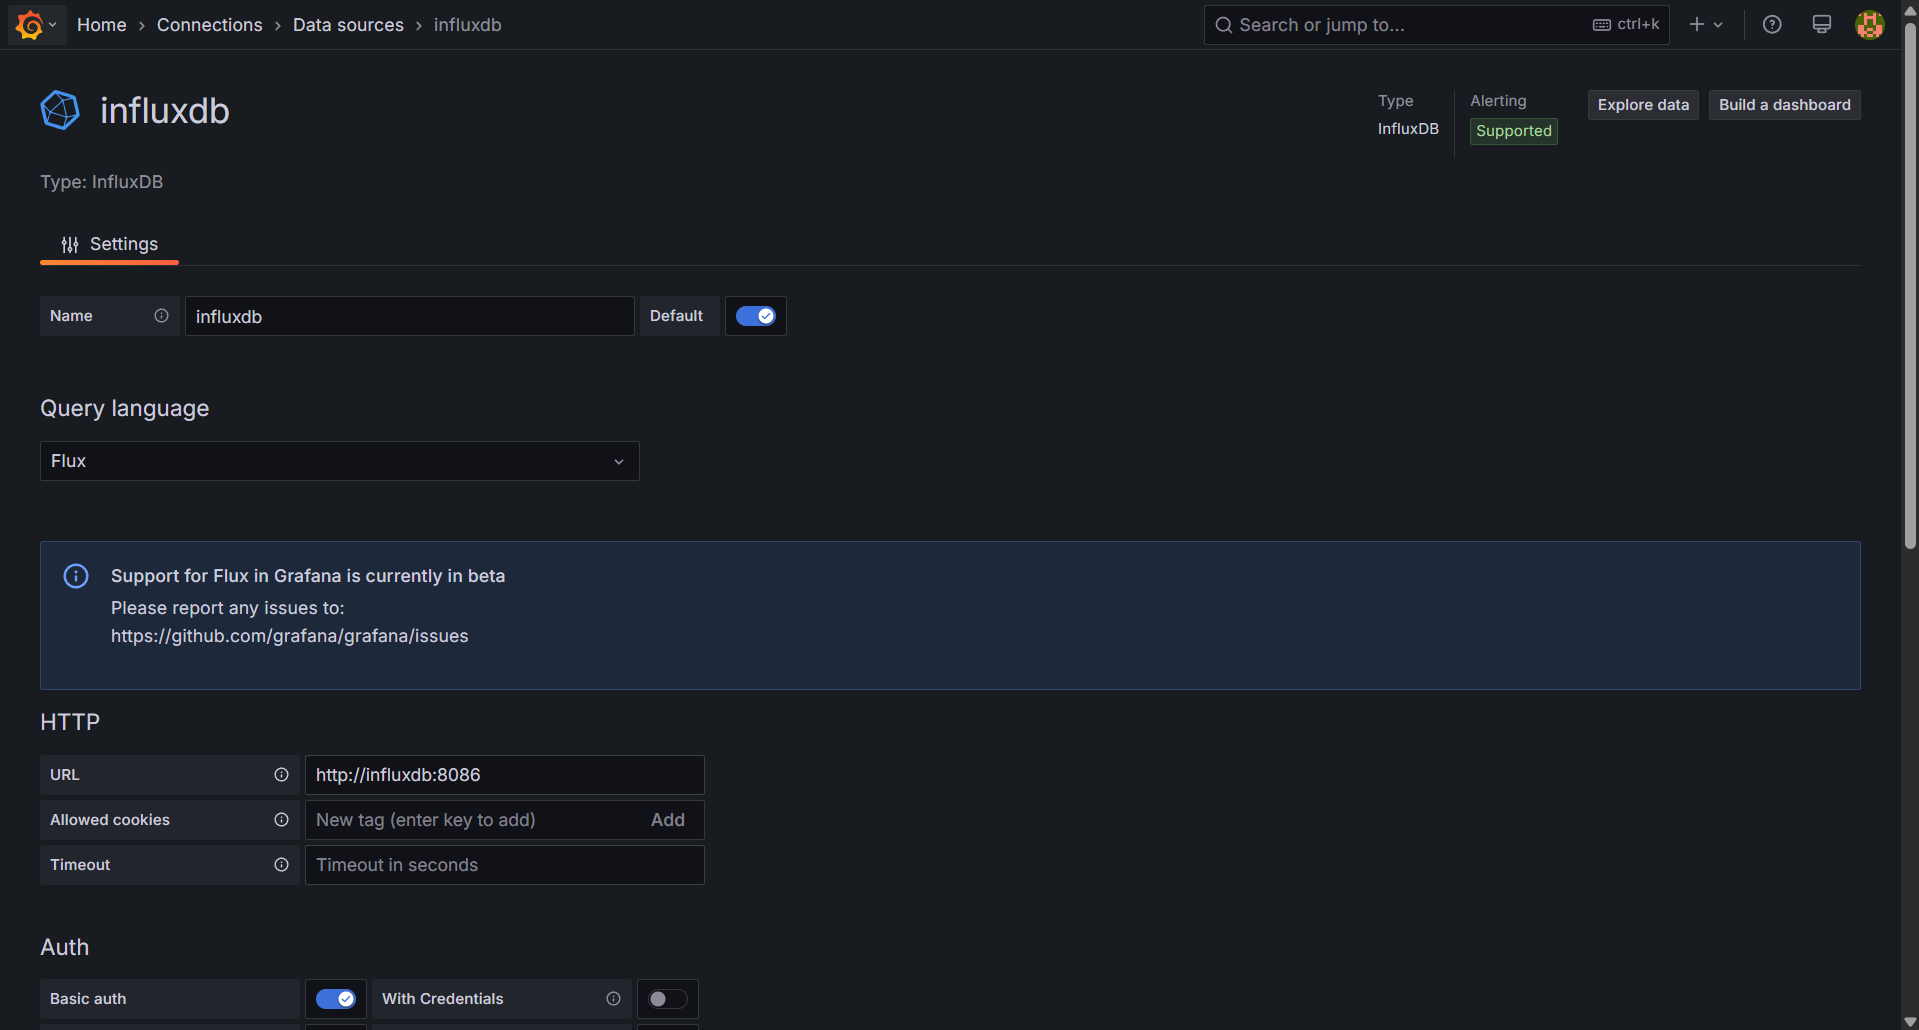 Home › Connections › Data sources › influxdb
Search or jump to... ctrl+k
influxdb
Type
InfluxDB
Alerting
Supported
Explore data
Build a dashboard
Type: InfluxDB
Settings
Name
influxdb
Default
Query language
Flux
Support for Flux in Grafana is currently in beta
Please report any issues to:
https://github.com/grafana/grafana/issues
HTTP
URL
http://influxdb:8086
Allowed cookies
New tag (enter key to add)
Add
Timeout
Timeout in seconds
Auth
Basic auth
With Credentials